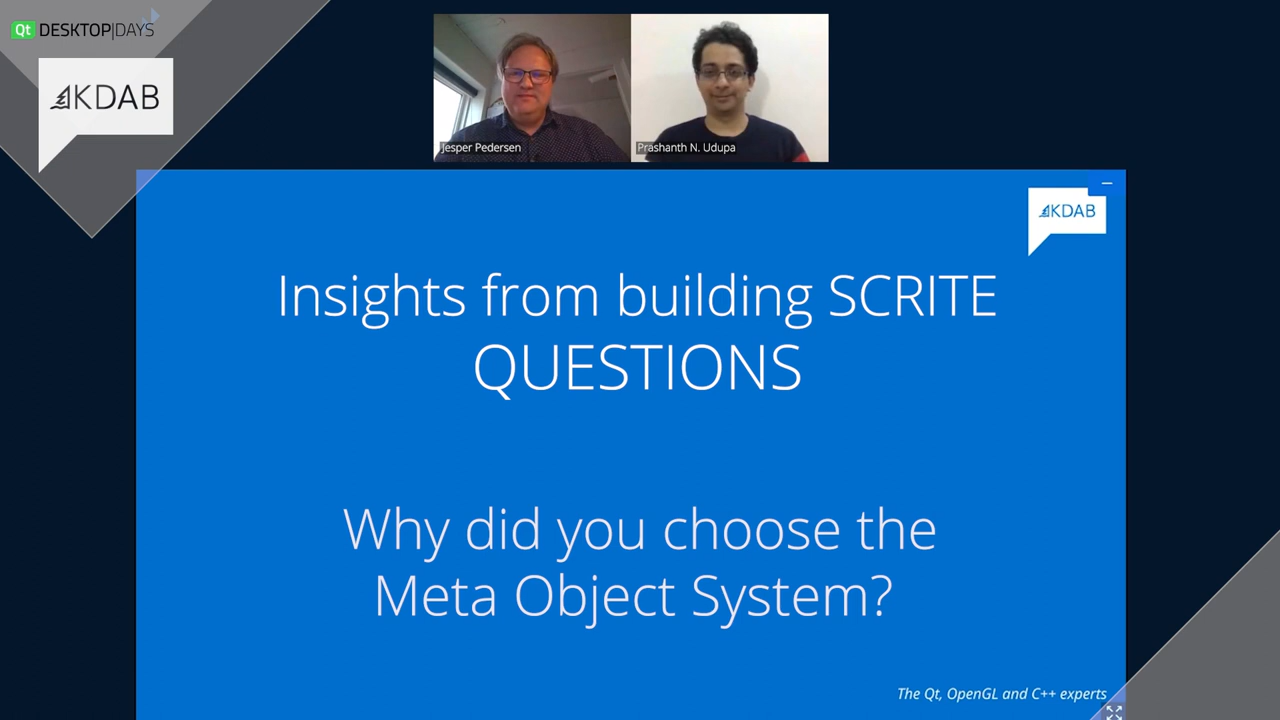 Qt DESKTOP|DAYS
KDAB
Jesper Pedersen
Prashanth N. Udupa
KDAB
Insights from building SCRITE
QUESTIONS
Why did you choose the
Meta Object System?
The Qt, OpenGL and C++ experts